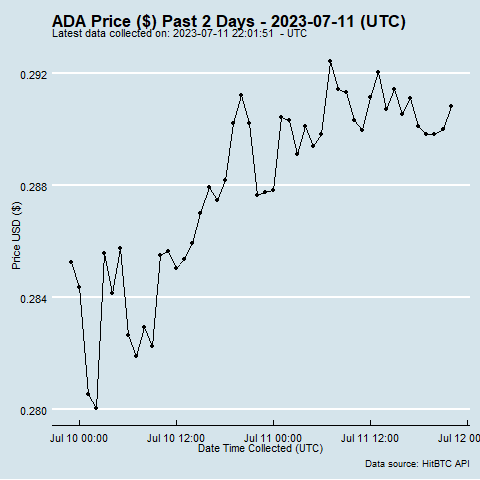 ADA Price ($) Past 2 Days - 2023-07-11 (UTC)
Latest data collected on: 2023-07-11 22:01:51 - UTC
0.292
0.288
0.284
0.280
Price USD ($)
Jul 10 00:00 Jul 10 12:00 Jul 11 00:00 Jul 11 12:00 Jul 12 00
Date Time Collected (UTC)
Data source: HitBTC API